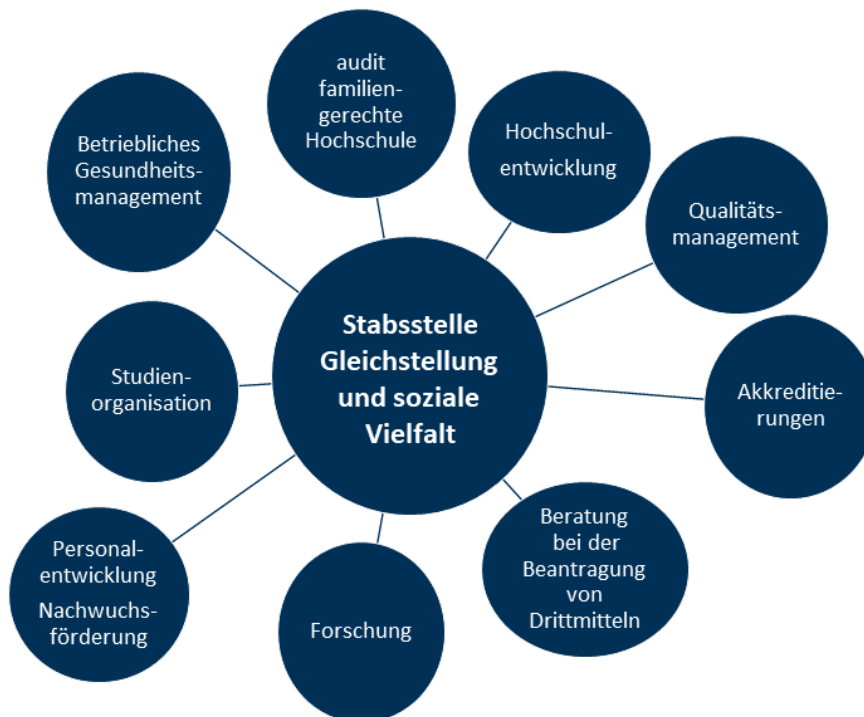 audit
familien-
gerechte
Hochschule
Hochschul-
entwicklung
Qualitäts-
management
Akkreditie-
rungen
Beratung
bei der
Beantragung
von
Drittmitteln
Forschung
Personal-
entwicklung
Nachwuchs-
förderung
Studien-
organisation
Betriebliches
Gesundheits-
management
Stabsstelle
Gleichstellung
und soziale
Vielfalt